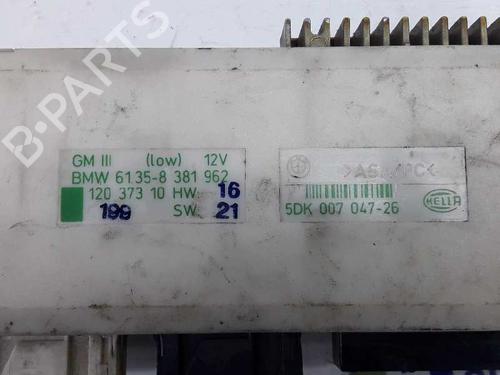 B-PARTS
GM III (low) 12V
BMW 6135-8 381 962
120 373 10 HW 16
199 SW 21
5DK 007 047-26
HELLA